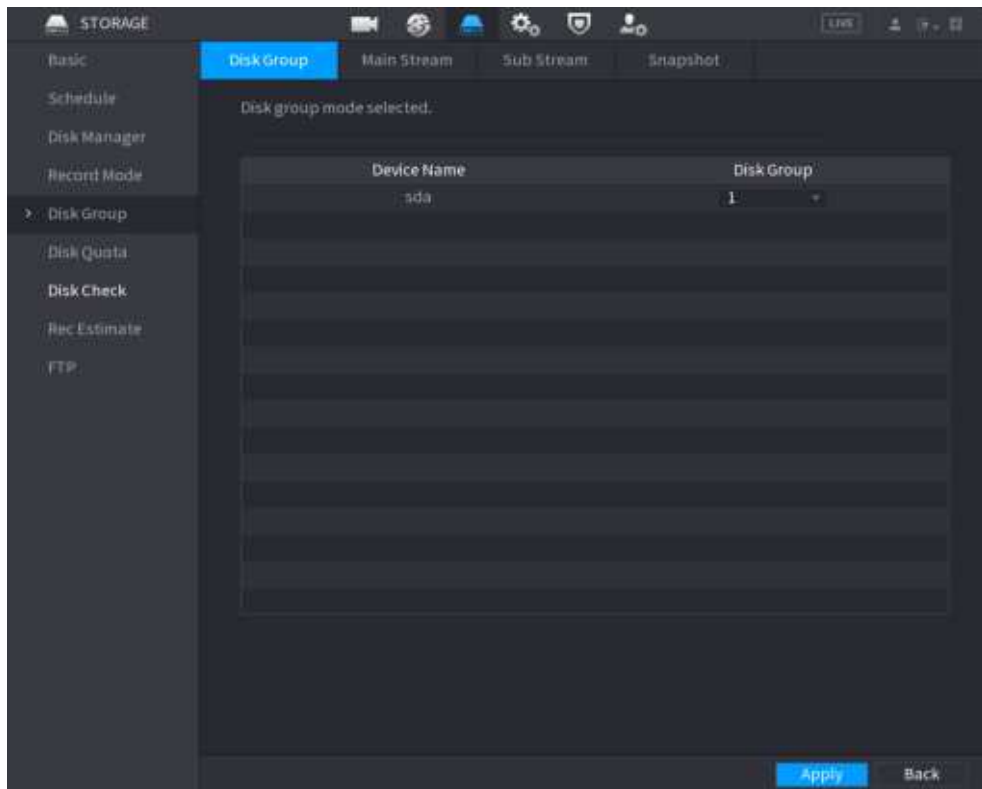 STORAGE
LIVE
Basic
Schedule
Disk Manager
Record Mode
Disk Group
Disk Quota
Disk Check
Rec Estimate
FTP
Disk Group Main Stream Sub Stream Snapshot
Disk group mode selected.
Device Name Disk Group
sda 1
Apply Back